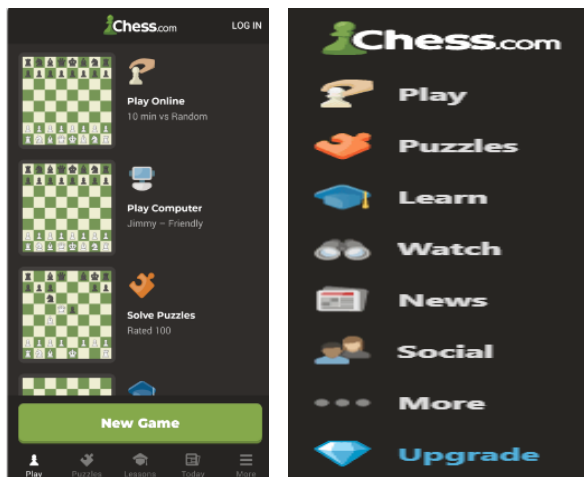 Chess.com
LOG IN
Play Online
10 min vs Random
Play Computer
Jimmy – Friendly
Solve Puzzles
Rated 100
New Game
Play
Puzzles
Lessons
Today
More
Chess.com
Play
Puzzles
Learn
Watch
News
Social
More
Upgrade